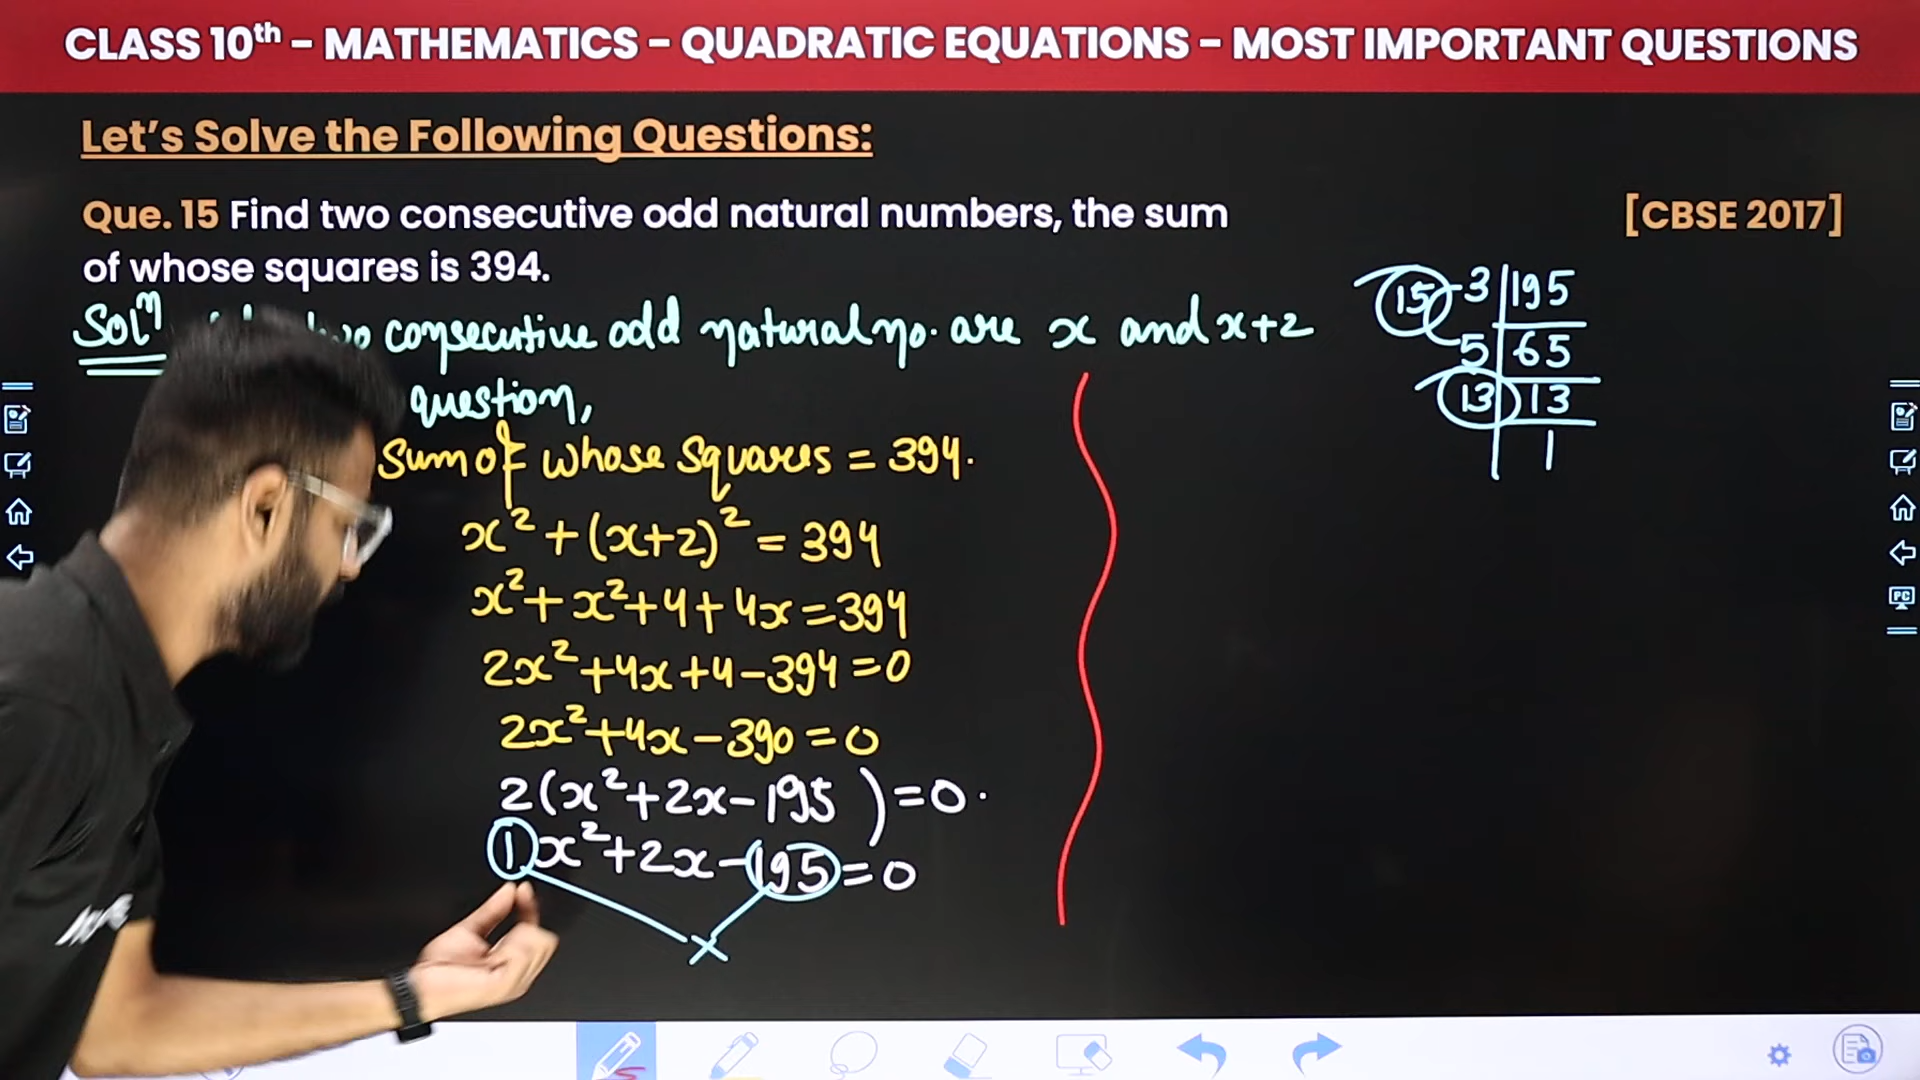 CLASS 10th – MATHEMATICS – QUADRATIC EQUATIONS – MOST IMPORTANT QUESTIONS
Let's Solve the Following Questions:
Que. 15 Find two consecutive odd natural numbers, the sum [CBSE 2017]
of whose squares is 394.
Solⁿ consecutive odd natural no. are x and x+2
question,
Sum of whose squares = 394.
x² + (x+2)² = 394
x² + x² + 4 + 4x = 394
2x² + 4x + 4 - 394 = 0
2x² + 4x - 390 = 0
2(x² + 2x - 195) = 0.
1x² + 2x - 195 = 0
×
15 3 | 195
5 | 65
13 | 13
1
PC